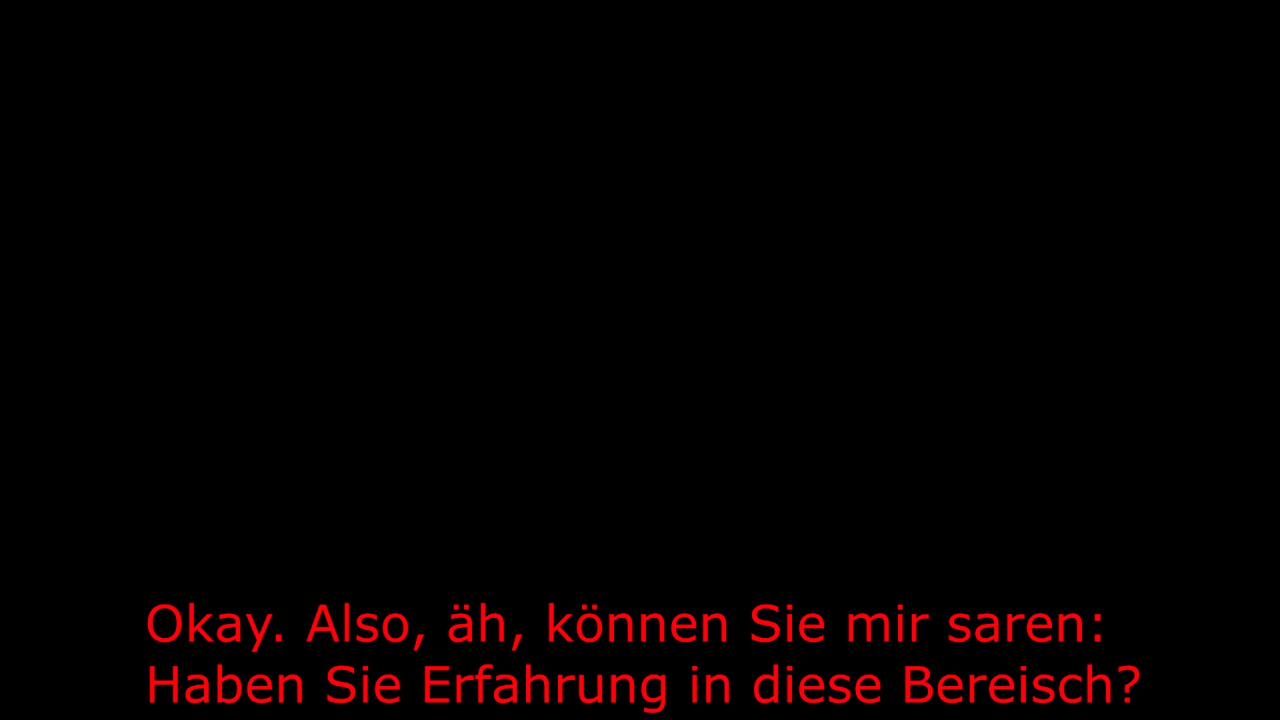 Okay. Also, äh, können Sie mir saren:
Haben Sie Erfahrung in diese Bereisch?